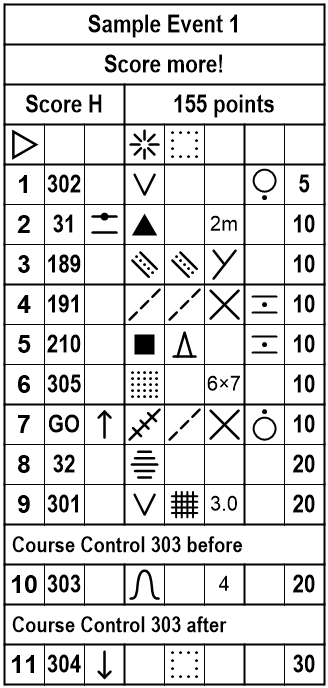 Sample Event 1
Score more!
Score H 155 points
1 302 5
2 31 2m 10
3 189 10
4 191 10
5 210 10
6 305 6×7 10
7 GO 10
8 32 20
9 301 3.0 20
Course Control 303 before
10 303 4 20
Course Control 303 after
11 304 30